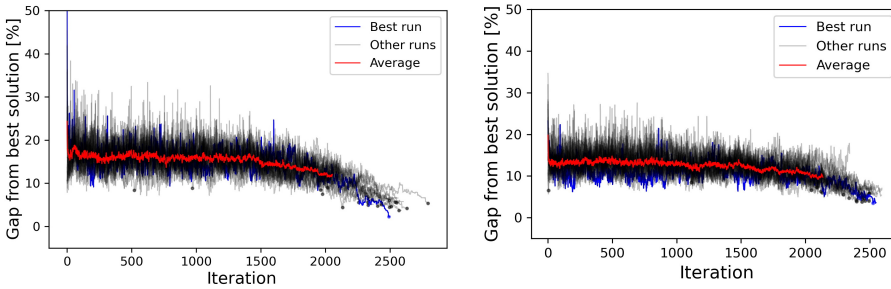 Gap from best solution [%]
50
40
30
20
10
0
Best run
Other runs
Average
0 500 1000 1500 2000 2500
Iteration
Gap from best solution [%]
50
40
30
20
10
0
Best run
Other runs
Average
0 500 1000 1500 2000 2500
Iteration